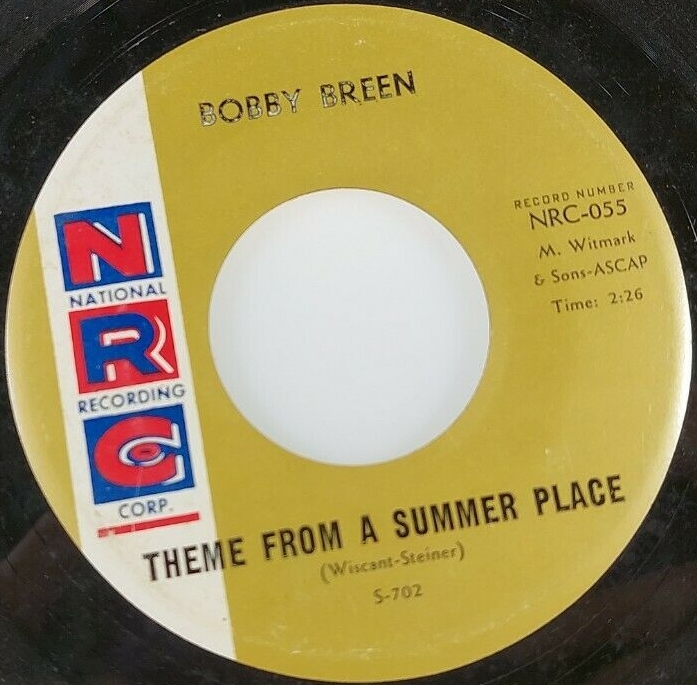 BOBBY BREEN
RECORD NUMBER
NRC-055
M. Witmark
& Sons-ASCAP
Time: 2:26
N
NATIONAL
R
RECORDING
C
CORP.
THEME FROM A SUMMER PLACE
(Wiscant-Steiner)
S-702